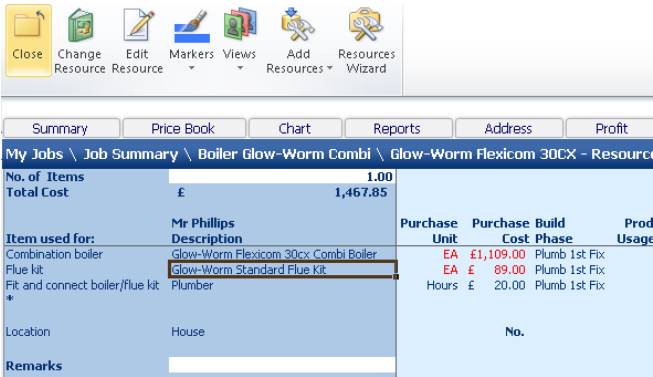 Close Change Resource Edit Resource Markers Views Add Resources Resources Wizard
Summary Price Book Chart Reports Address Profit
My Jobs \ Job Summary \ Boiler Glow-Worm Combi \ Glow-Worm Flexicom 30CX - Resourc
No. of Items 1.00
Total Cost £ 1,467.85
Mr Phillips Purchase Purchase Build Prod
Item used for: Description Unit Cost Phase Usage
Combination boiler Glow-Worm Flexicom 30cx Combi Boiler EA £1,109.00 Plumb 1st Fix
Flue kit Glow-Worm Standard Flue Kit EA £ 89.00 Plumb 1st Fix
Fit and connect boiler/flue kit Plumber Hours £ 20.00 Plumb 1st Fix
*
Location House No.
Remarks